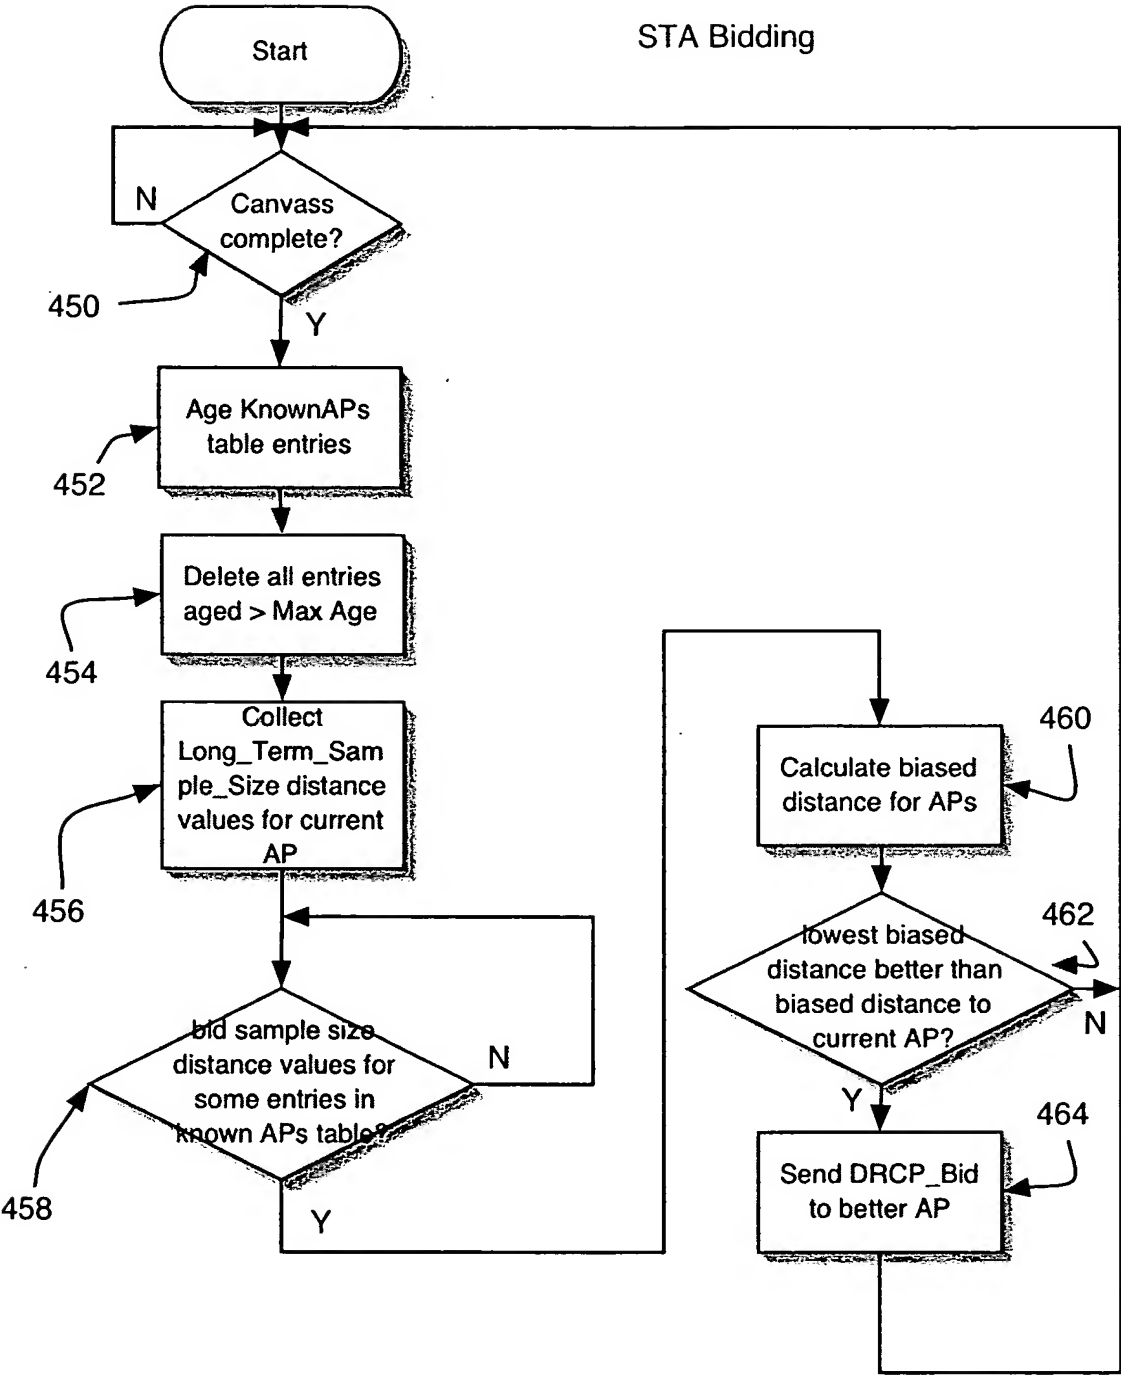 STA Bidding
Start
N
Canvass
complete?
450
Y
Age KnownAPs
table entries
452
Delete all entries
aged > Max Age
454
Collect
Long_Term_Sam
ple_Size distance
values for current
AP
456
bid sample size
distance values for
some entries in
known APs table?
N
458
Y
460
Calculate biased
distance for APs
462
lowest biased
distance better than
biased distance to
current AP?
N
Y
464
Send DRCP_Bid
to better AP